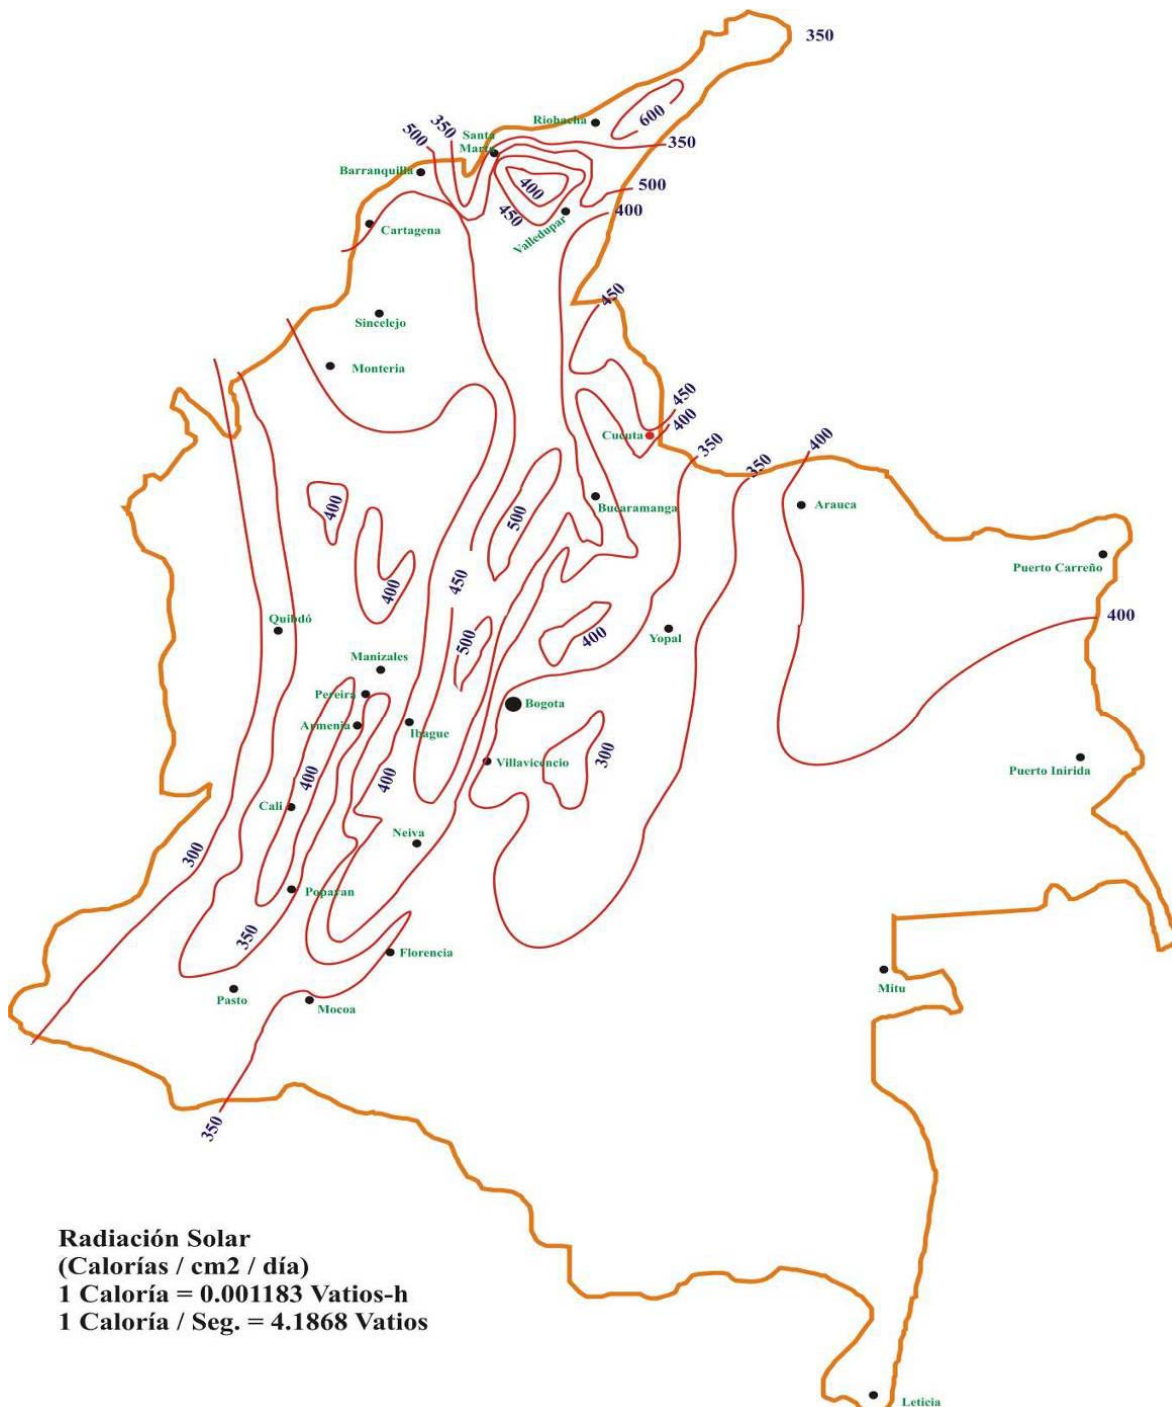 350
600
Riohacha
500
350
Santa
Marta
350
Barranquilla
400
500
450
400
Valledupar
Cartagena
450
Sincelejo
Monteria
450
400
Cucuta
350
350
400
400
500
Bucaramanga
Arauca
Puerto Carreño
450
400
Quibdó
400
500
400
Yopal
Manizales
Pereira
Bogota
Armenia
Ibague
300
Villavicencio
Puerto Inirida
400
400
Cali
Neiva
300
Popayan
350
Florencia
Mitu
Pasto
Mocoa
350
Radiación Solar
(Calorías / cm2 / día)
1 Caloría = 0.001183 Vatios-h
1 Caloría / Seg. = 4.1868 Vatios
Leticia